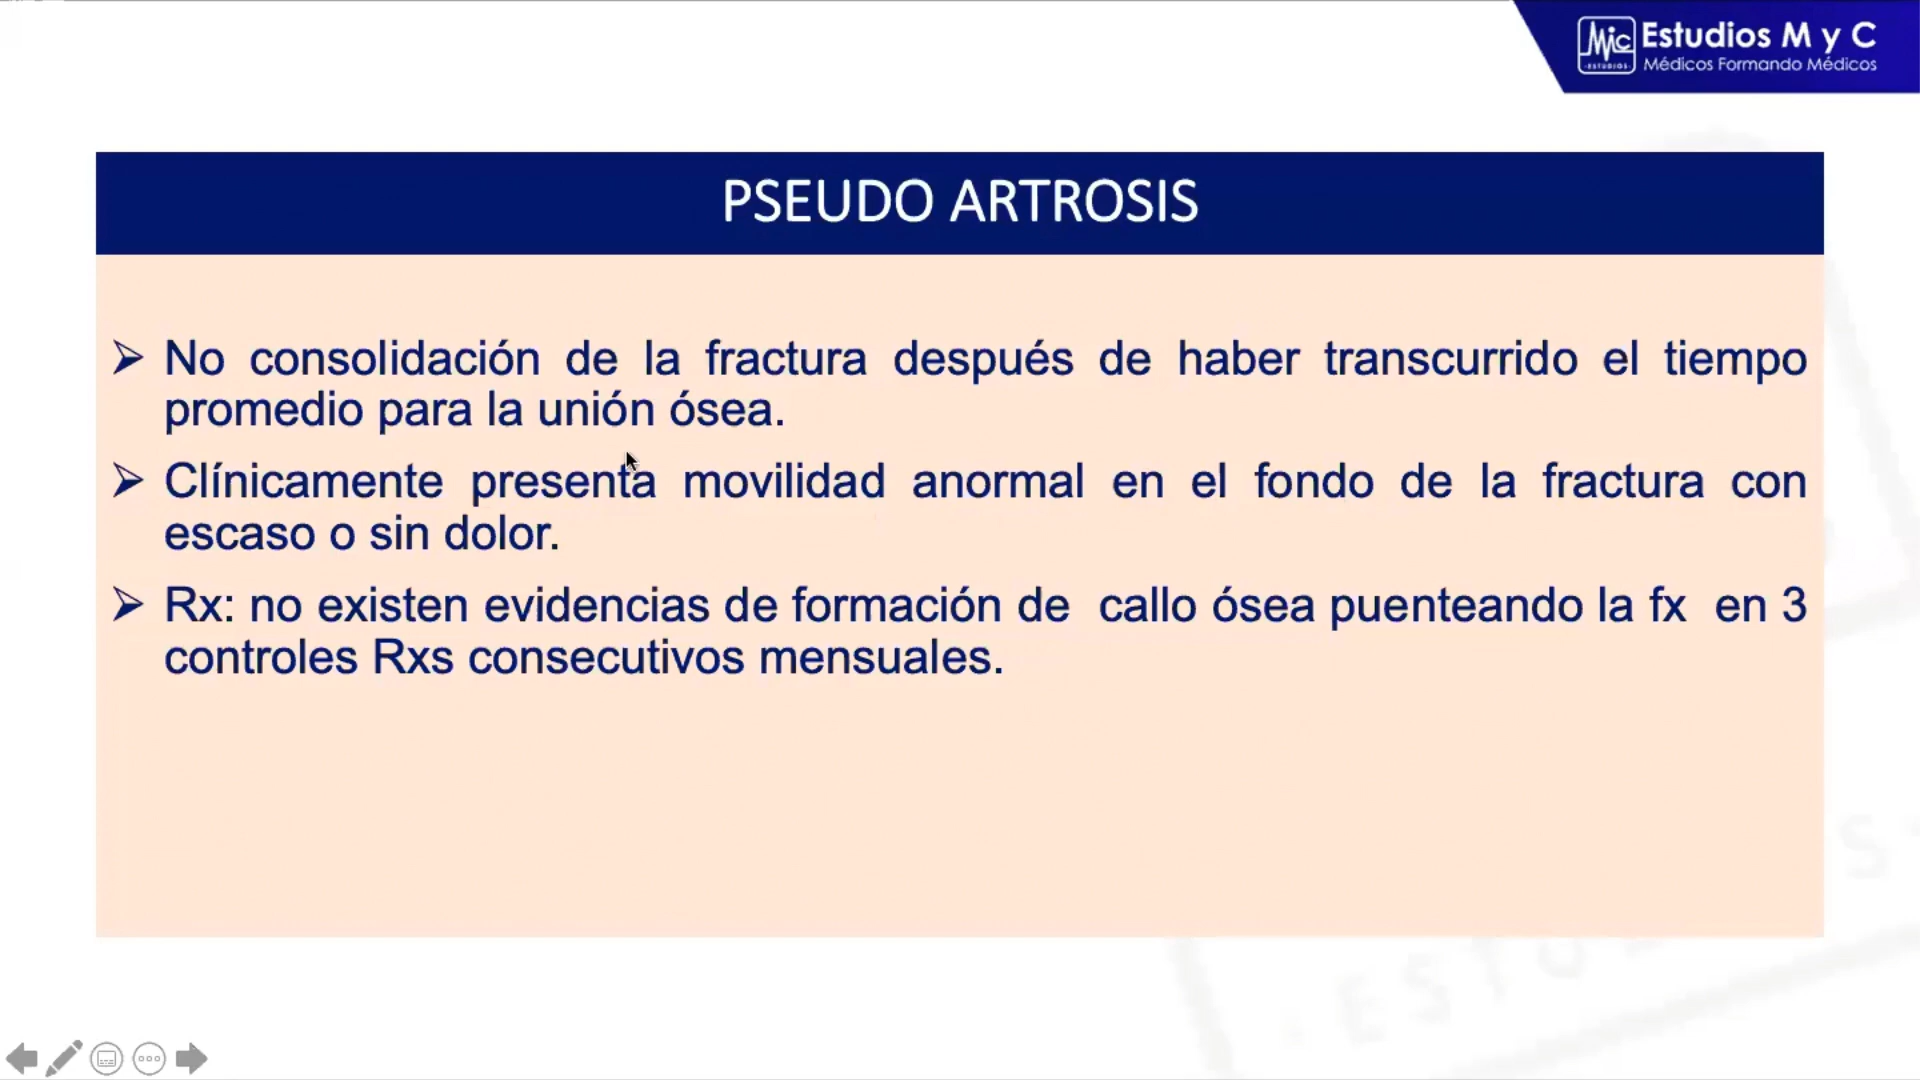 Mic
ESTUDIOS
Estudios M y C
Médicos Formando Médicos
PSEUDO ARTROSIS
➢ No consolidación de la fractura después de haber transcurrido el tiempo
promedio para la unión ósea.
➢ Clínicamente presenta movilidad anormal en el fondo de la fractura con
escaso o sin dolor.
➢ Rx: no existen evidencias de formación de callo ósea puenteando la fx en 3
controles Rxs consecutivos mensuales.